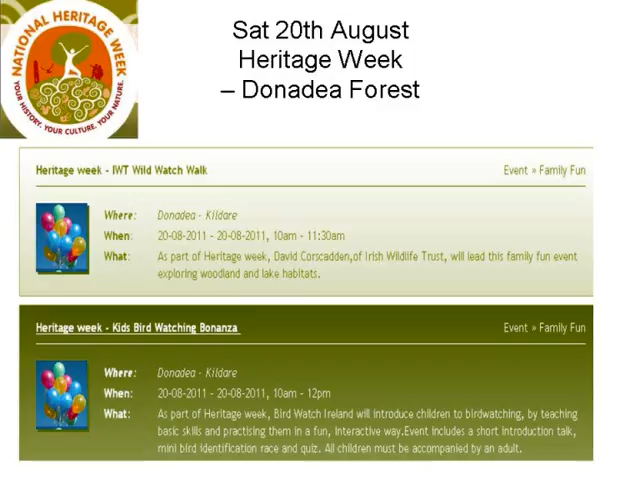 NATIONAL HERITAGE WEEK
YOUR HISTORY. YOUR CULTURE. YOUR NATURE.
Sat 20th August
Heritage Week
– Donadea Forest
Heritage week - IWT Wild Watch Walk
Event » Family Fun
Where: Donadea - Kildare
When: 20-08-2011 - 20-08-2011, 10am - 11:30am
What: As part of Heritage week, David Corscadden,of Irish Wildlife Trust, will lead this family fun event
exploring woodland and lake habitats.
Heritage week - Kids Bird Watching Bonanza
Event » Family Fun
Where: Donadea - Kildare
When: 20-08-2011 - 20-08-2011, 10am - 12pm
What: As part of Heritage week, Bird Watch Ireland will introduce children to birdwatching, by teaching
basic skills and practising them in a fun, interactive way.Event includes a short introduction talk,
mini bird identification race and quiz. All children must be accompanied by an adult.